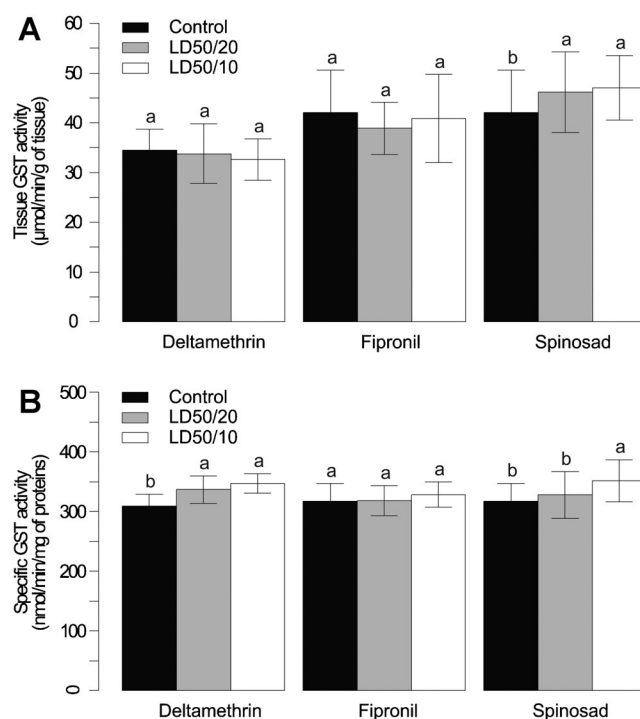 A
Control
LD50/20
LD50/10
Tissue GST activity
(µmol/min/g of tissue)
60
50
40
30
20
10
0
a
a
a
a
a
a
b
a
a
Deltamethrin
Fipronil
Spinosad
B
Control
LD50/20
LD50/10
Specific GST activity
(nmol/min/mg of proteins)
500
400
300
200
100
0
b
a
a
a
a
a
b
b
a
Deltamethrin
Fipronil
Spinosad